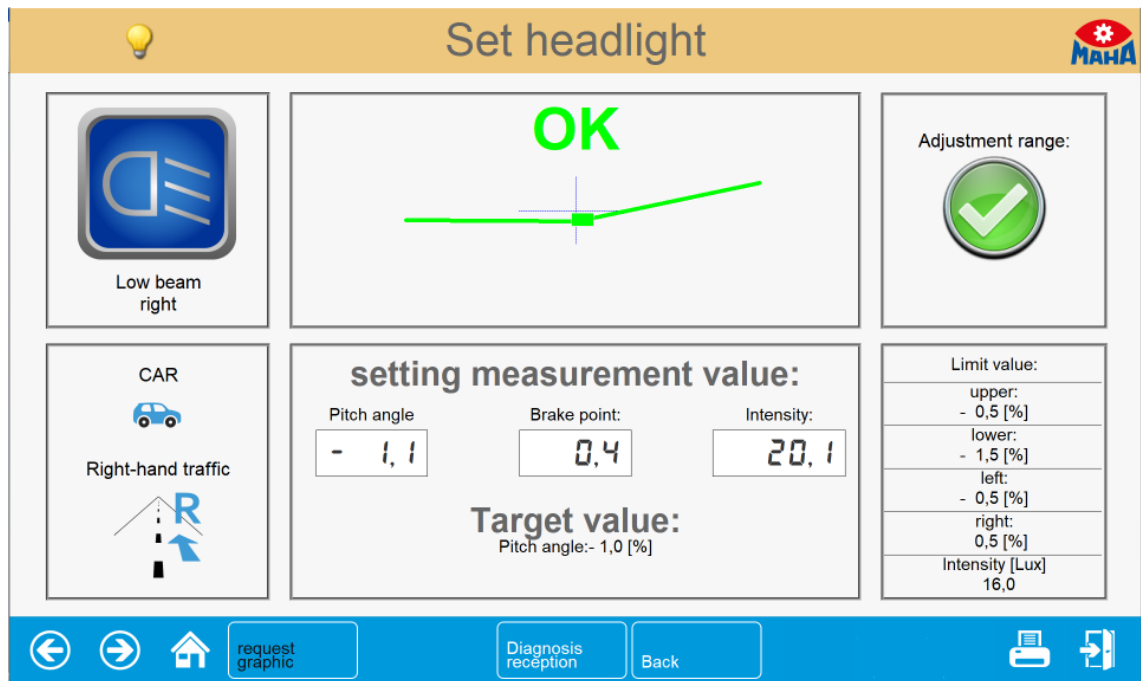 Set headlight
MAHA
OK
Low beam
right
Adjustment range:
CAR
Right-hand traffic
R
setting measurement value:
Pitch angle
Brake point:
Intensity:
- 1,1
0,4
20,1
Target value:
Pitch angle:- 1,0 [%]
Limit value:
upper:
- 0,5 [%]
lower:
- 1,5 [%]
left:
- 0,5 [%]
right:
0,5 [%]
Intensity [Lux]
16,0
request
graphic
Diagnosis
reception
Back